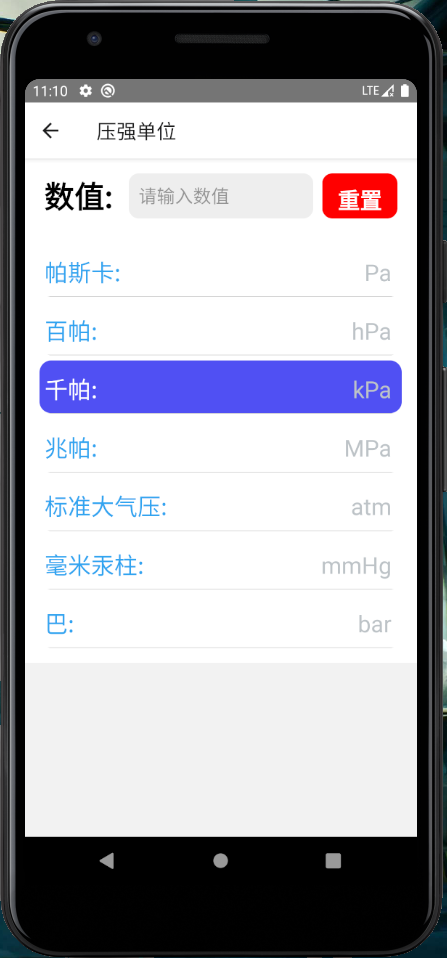 11:10 LTE
压强单位
数值: 请输入数值 重置
帕斯卡: Pa
百帕: hPa
千帕: kPa
兆帕: MPa
标准大气压: atm
毫米汞柱: mmHg
巴: bar